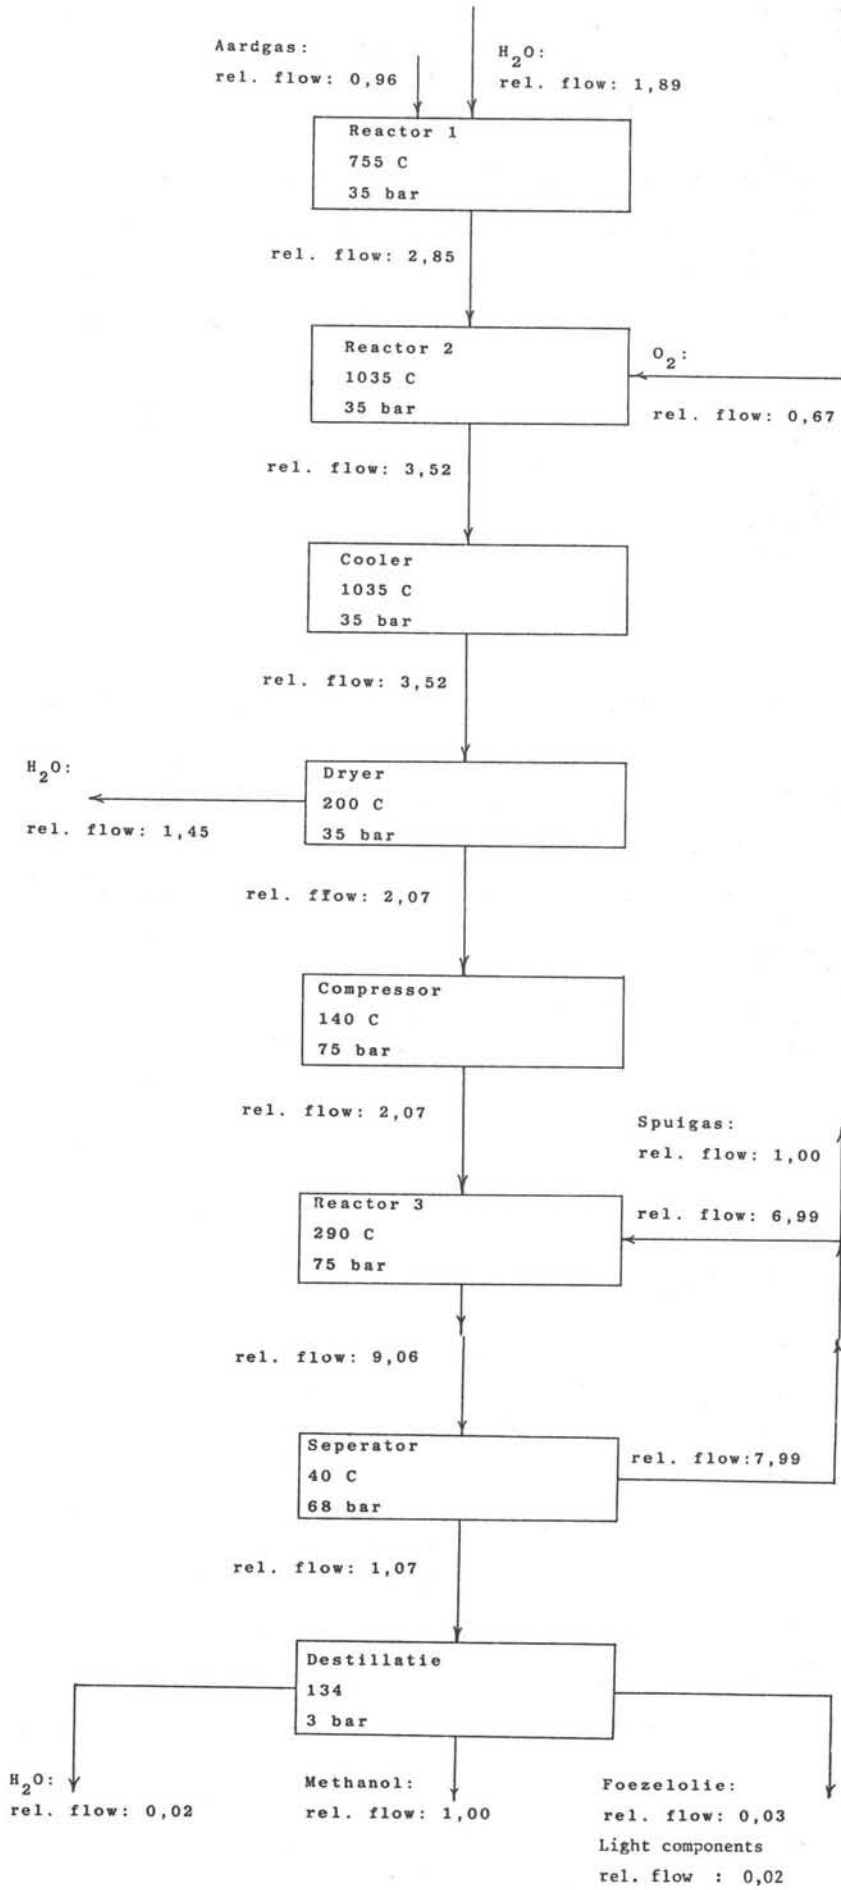 Aardgas:
rel. flow: 0,96
H₂O:
rel. flow: 1,89
Reactor 1
755 C
35 bar
rel. flow: 2,85
Reactor 2
1035 C
35 bar
O₂:
rel. flow: 0,67
rel. flow: 3,52
Cooler
1035 C
35 bar
rel. flow: 3,52
H₂O:
rel. flow: 1,45
Dryer
200 C
35 bar
rel. flow: 2,07
Compressor
140 C
75 bar
rel. flow: 2,07
Spuigas:
rel. flow: 1,00
Reactor 3
290 C
75 bar
rel. flow: 6,99
rel. flow: 9,06
Seperator
40 C
68 bar
rel. flow:7,99
rel. flow: 1,07
Destillatie
134
3 bar
H₂O:
rel. flow: 0,02
Methanol:
rel. flow: 1,00
Foezelolie:
rel. flow: 0,03
Light components
rel. flow : 0,02